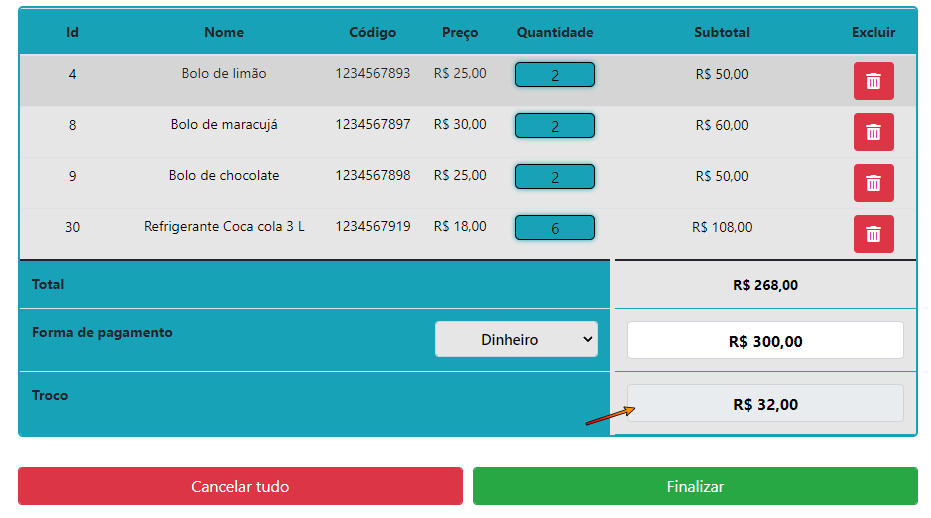 Id Nome Código Preço Quantidade Subtotal Excluir
4 Bolo de limão 1234567893 R$ 25,00 2 R$ 50,00
8 Bolo de maracujá 1234567897 R$ 30,00 2 R$ 60,00
9 Bolo de chocolate 1234567898 R$ 25,00 2 R$ 50,00
30 Refrigerante Coca cola 3 L 1234567919 R$ 18,00 6 R$ 108,00
Total R$ 268,00
Forma de pagamento Dinheiro R$ 300,00
Troco R$ 32,00
Cancelar tudo Finalizar